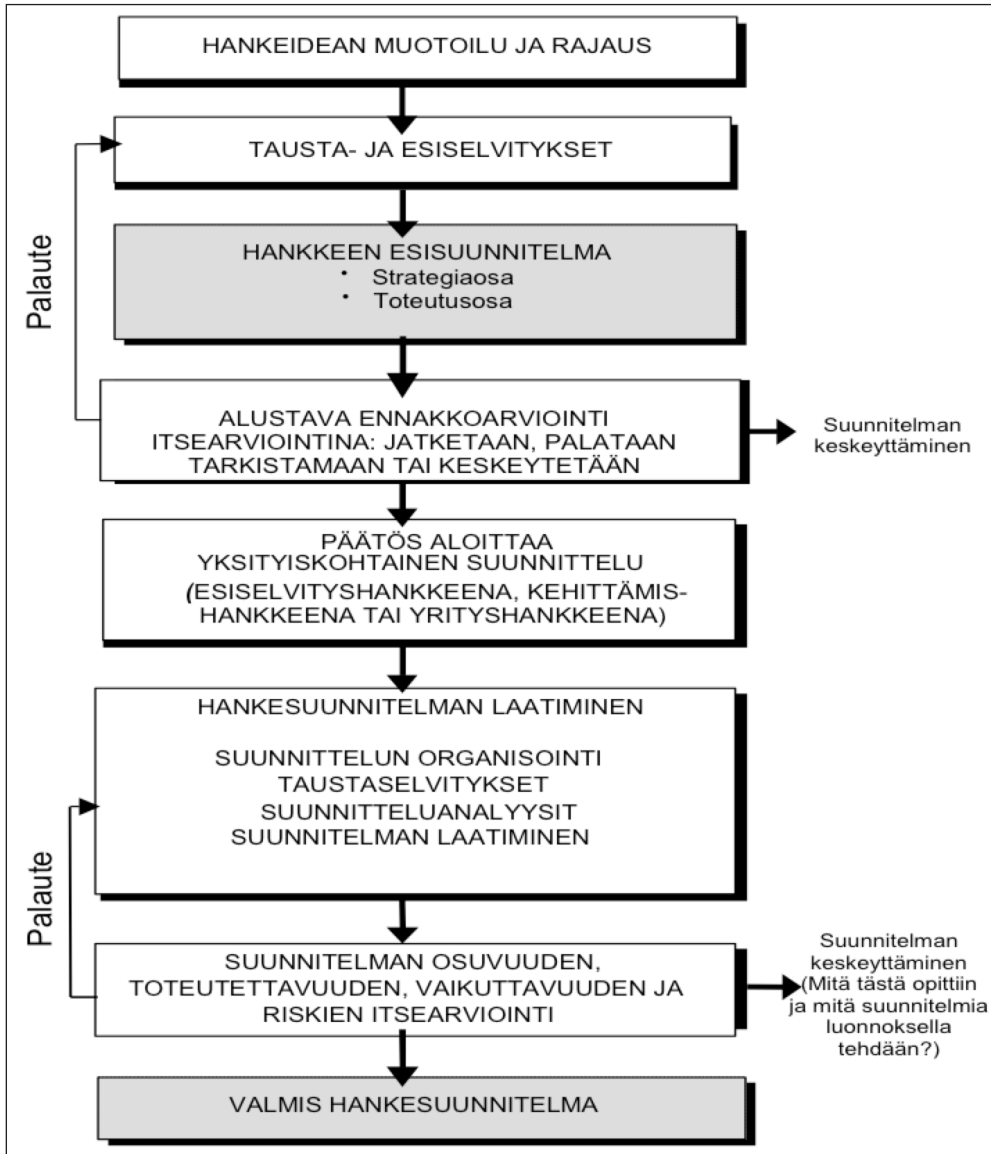 HANKEIDEAN MUOTOILU JA RAJAUS
TAUSTA- JA ESISELVITYKSET
Palaute
HANKKEEN ESISUUNNITELMA
• Strategiaosa
• Toteutusosa
ALUSTAVA ENNAKKOARVIOINTI
ITSEARVIOINTINA: JATKETAAN, PALATAAN
TARKISTAMAAN TAI KESKEYTETÄÄN
Suunnitelman
keskeyttäminen
PÄÄTÖS ALOITTAA
YKSITYISKOHTAINEN SUUNNITTELU
(ESISELVITYSHANKKEENA, KEHITTÄMIS-
HANKKEENA TAI YRITYSHANKKEENA)
HANKESUUNNITELMAN LAATIMINEN
SUUNNITTELUN ORGANISOINTI
TAUSTASELVITYKSET
SUUNNITTELUANALYYSIT
SUUNNITELMAN LAATIMINEN
Palaute
SUUNNITELMAN OSUVUUDEN,
TOTEUTETTAVUUDEN, VAIKUTTAVUUDEN JA
RISKIEN ITSEARVIOINTI
Suunnitelman
keskeyttäminen
(Mitä tästä opittiin
ja mitä suunnitelmia
luonnoksella
tehdään?)
VALMIS HANKESUUNNITELMA